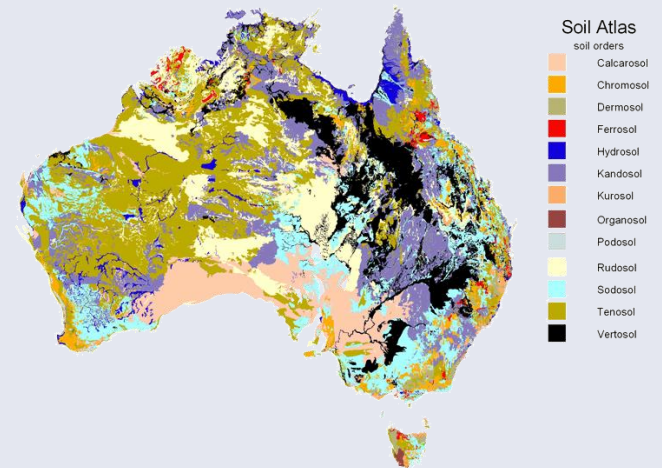 Soil Atlas
soil orders
Calcarosol
Chromosol
Dermosol
Ferrosol
Hydrosol
Kandosol
Kurosol
Organosol
Podosol
Rudosol
Sodosol
Tenosol
Vertosol